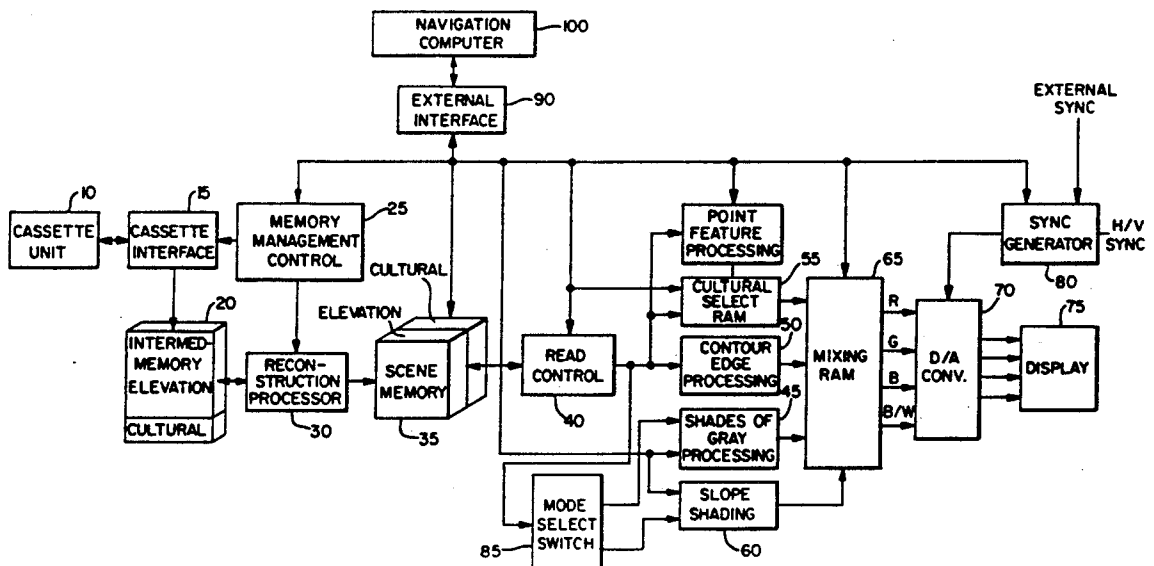 NAVIGATION
COMPUTER
100
EXTERNAL
INTERFACE
90
EXTERNAL
SYNC
10
CASSETTE
UNIT
15
CASSETTE
INTERFACE
MEMORY
MANAGEMENT
CONTROL
25
POINT
FEATURE
PROCESSING
SYNC
GENERATOR
H/V
SYNC
80
CULTURAL
ELEVATION
SCENE
MEMORY
35
20
INTERMED-
MEMORY
ELEVATION
CULTURAL
RECON-
STRUCTION
PROCESSOR
30
READ
CONTROL
40
55
CULTURAL
SELECT
RAM
50
CONTOUR
EDGE
PROCESSING
45
SHADES OF
GRAY
PROCESSING
SLOPE
SHADING
60
MODE
SELECT
SWITCH
85
65
MIXING
RAM
R
G
B
B/W
70
D/A
CONV.
75
DISPLAY